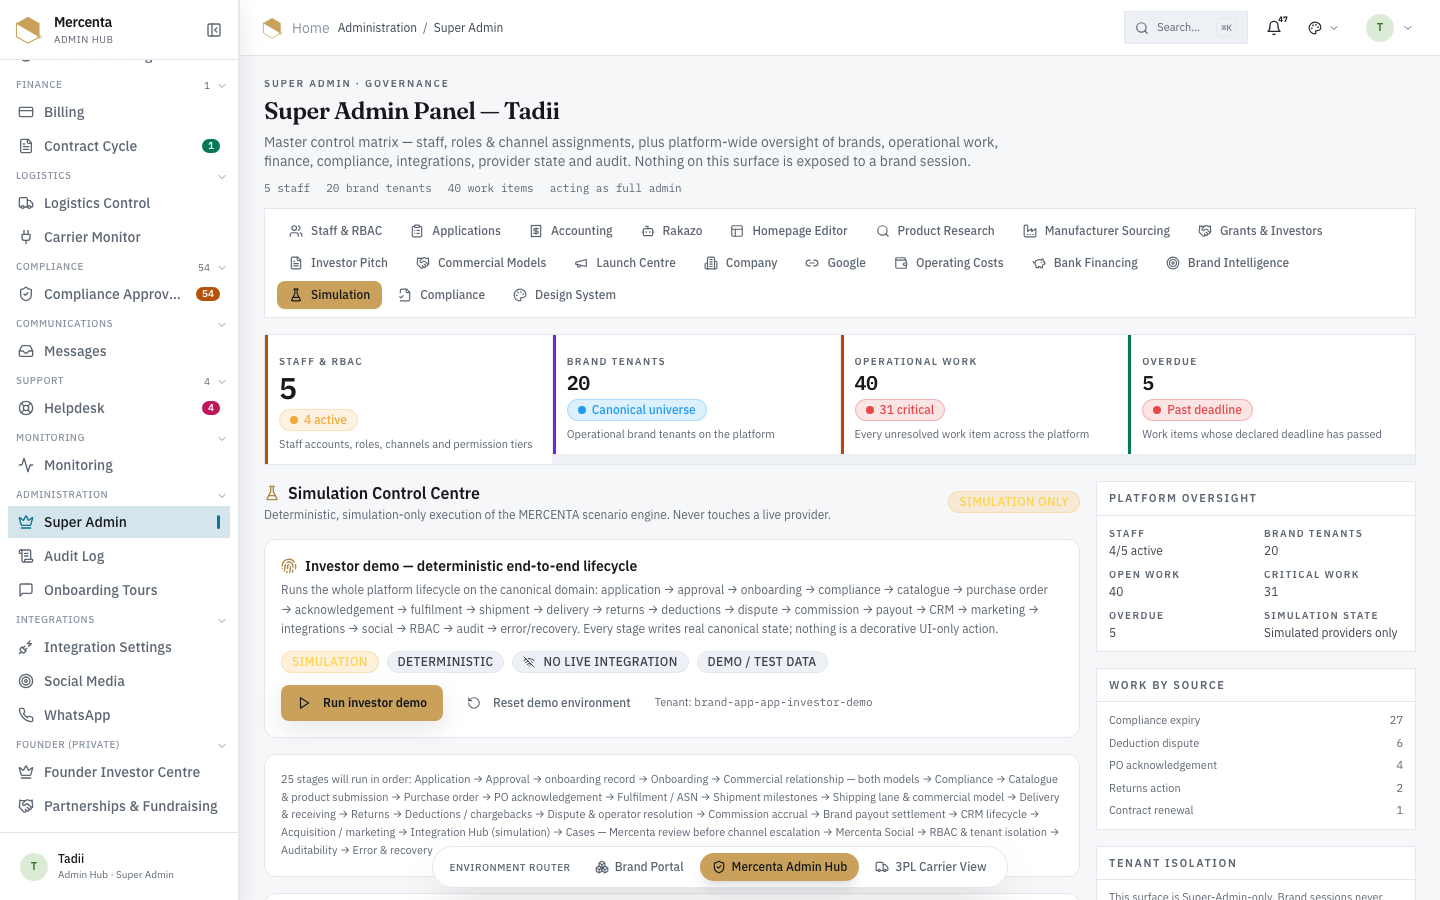 Mercenta
ADMIN HUB
FINANCE 1
Billing
Contract Cycle 1
LOGISTICS
Logistics Control
Carrier Monitor
COMPLIANCE 54
Compliance Approv... 54
COMMUNICATIONS
Messages
SUPPORT 4
Helpdesk 4
MONITORING
Monitoring
ADMINISTRATION
Super Admin
Audit Log
Onboarding Tours
INTEGRATIONS
Integration Settings
Social Media
WhatsApp
FOUNDER (PRIVATE)
Founder Investor Centre
Partnerships & Fundraising
T
Tadii
Admin Hub · Super Admin
Home Administration / Super Admin
Search... ⌘K
47
T
SUPER ADMIN · GOVERNANCE
Super Admin Panel — Tadii
Master control matrix — staff, roles & channel assignments, plus platform-wide oversight of brands, operational work,
finance, compliance, integrations, provider state and audit. Nothing on this surface is exposed to a brand session.
5 staff 20 brand tenants 40 work items acting as full admin
Staff & RBAC Applications Accounting Rakazo Homepage Editor Product Research Manufacturer Sourcing Grants & Investors
Investor Pitch Commercial Models Launch Centre Company Google Operating Costs Bank Financing Brand Intelligence
Simulation Compliance Design System
STAFF & RBAC
5
4 active
Staff accounts, roles, channels and permission tiers
BRAND TENANTS
20
Canonical universe
Operational brand tenants on the platform
OPERATIONAL WORK
40
31 critical
Every unresolved work item across the platform
OVERDUE
5
Past deadline
Work items whose declared deadline has passed
Simulation Control Centre
Deterministic, simulation-only execution of the MERCENTA scenario engine. Never touches a live provider.
SIMULATION ONLY
Investor demo — deterministic end-to-end lifecycle
Runs the whole platform lifecycle on the canonical domain: application → approval → onboarding → compliance → catalogue → purchase order
→ acknowledgement → fulfilment → shipment → delivery → returns → deductions → dispute → commission → payout → CRM → marketing →
integrations → social → RBAC → audit → error/recovery. Every stage writes real canonical state; nothing is a decorative UI-only action.
SIMULATION DETERMINISTIC NO LIVE INTEGRATION DEMO / TEST DATA
Run investor demo Reset demo environment Tenant: brand-app-app-investor-demo
25 stages will run in order: Application → Approval → onboarding record → Onboarding → Commercial relationship — both models → Compliance → Catalogue
& product submission → Purchase order → PO acknowledgement → Fulfilment / ASN → Shipment milestones → Shipping lane & commercial model → Delivery
& receiving → Returns → Deductions / chargebacks → Dispute & operator resolution → Commission accrual → Brand payout settlement → CRM lifecycle →
Acquisition / marketing → Integration Hub (simulation) → Cases — Mercenta review before channel escalation → Mercenta Social → RBAC & tenant isolation →
Auditability → Error & recovery
ENVIRONMENT ROUTER Brand Portal Mercenta Admin Hub 3PL Carrier View
PLATFORM OVERSIGHT
STAFF BRAND TENANTS
4/5 active 20
OPEN WORK CRITICAL WORK
40 31
OVERDUE SIMULATION STATE
5 Simulated providers only
WORK BY SOURCE
Compliance expiry 27
Deduction dispute 6
PO acknowledgement 4
Returns action 2
Contract renewal 1
TENANT ISOLATION
This surface is Super-Admin-only. Brand sessions never